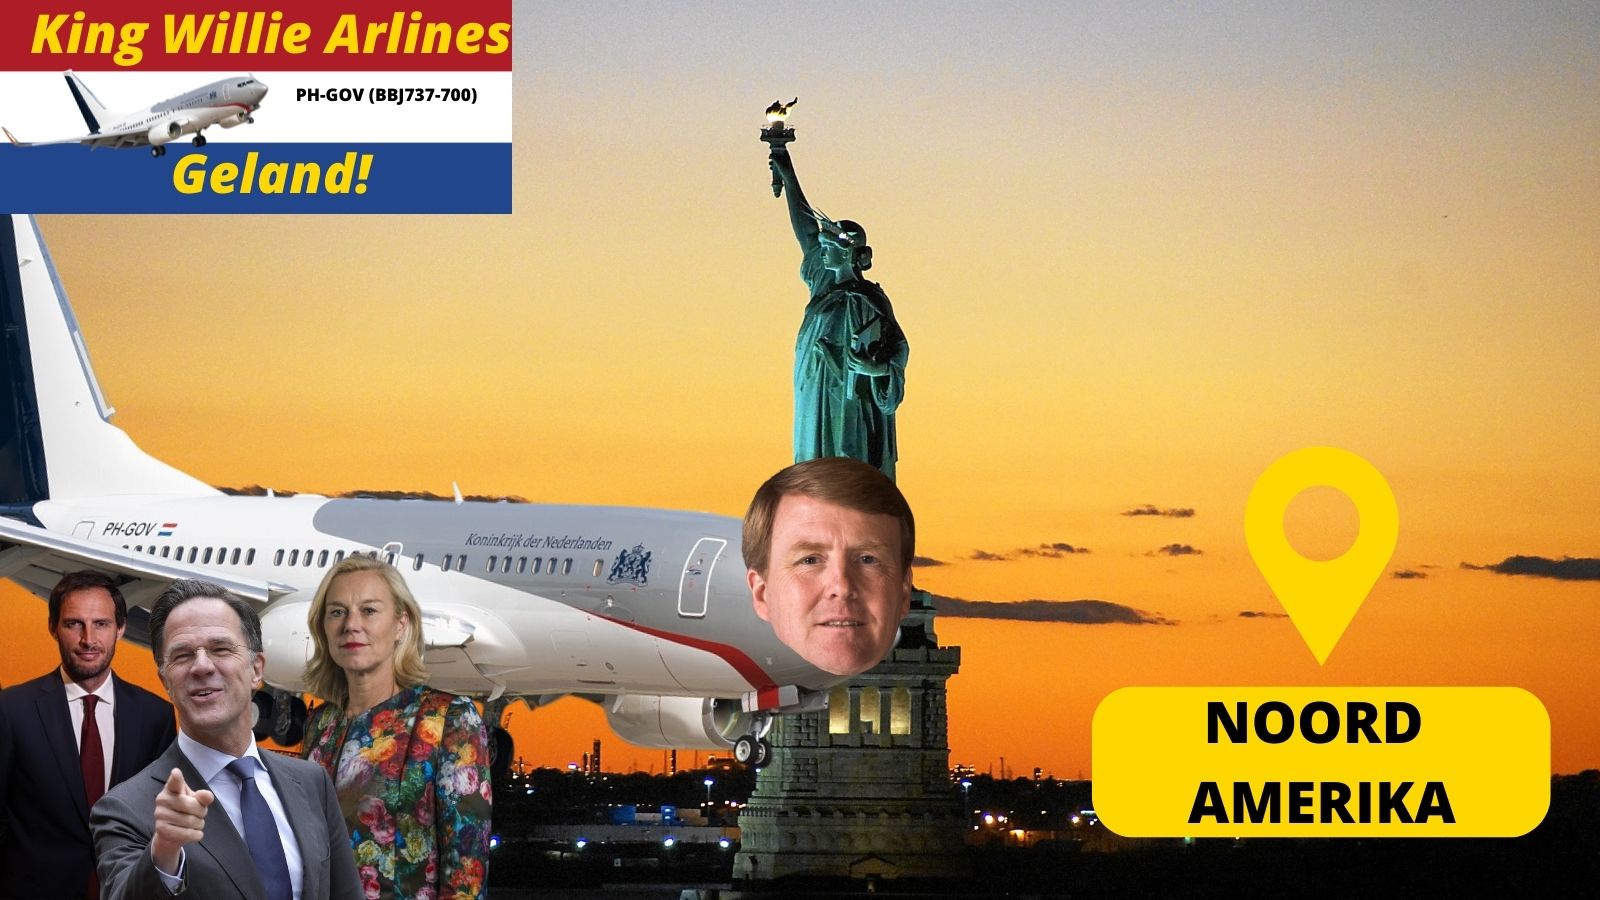 King Willie Arlines
PH-GOV (BBJ737-700)
Geland!
PH-GOV
Koninkrijk der Nederlanden
NOORD
AMERIKA